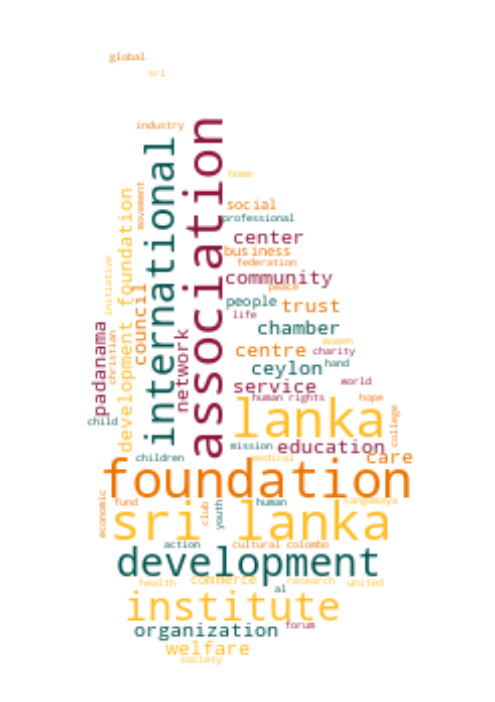 global
sri
industry
association
international
home
development foundation
movement
social
professional
center
business
federation
community
initiative
peace
council
people
trust
life
padanama
christian
network
chamber
women
centre
charity
ceylon
hand
service
world
human rights
hope
lanka
college
child
mission
education
children
medical
care
foundation
economic
fund
club
youth
human
sri lanka
action
cultural
colombo
development
health
commerce
research
united
al
institute
organization
forum
welfare
society